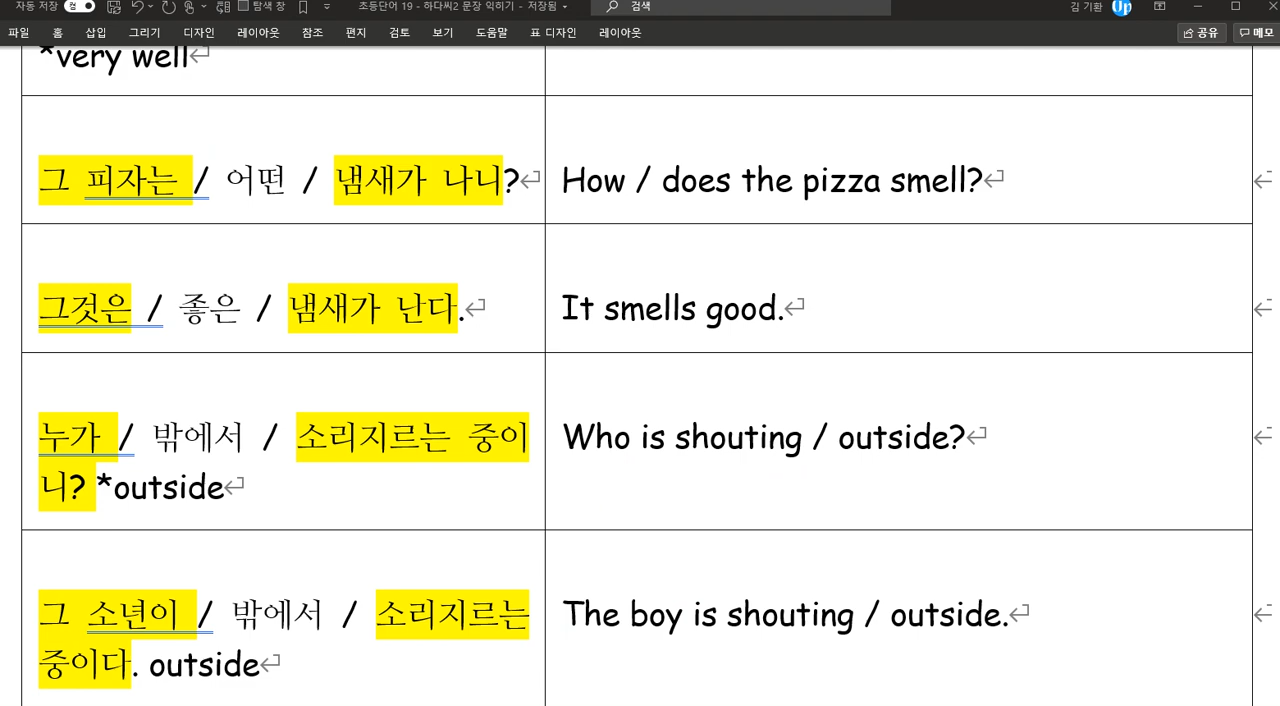 자동 저장 컴 탐색 창 초등단어 19 - 하다씨2 문장 익히기 - 저장됨 검색 김 기환 Up
파일 홈 삽입 그리기 디자인 레이아웃 참조 편지 검토 보기 도움말 표 디자인 레이아웃 공유 메모
*very well
그 피자는 / 어떤 / 냄새가 나니? How / does the pizza smell?
그것은 / 좋은 / 냄새가 난다. It smells good.
누가 / 밖에서 / 소리지르는 중이 Who is shouting / outside?
니? *outside
그 소년이 / 밖에서 / 소리지르는 The boy is shouting / outside.
중이다. outside